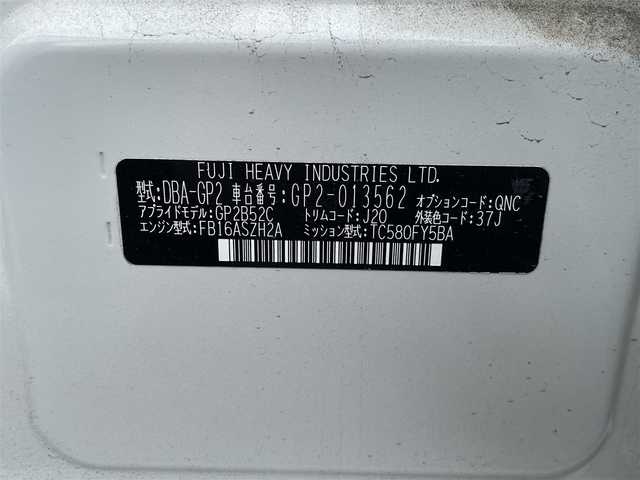 FUJI HEAVY INDUSTRIES LTD.
型式:DBA-GP2 車台番号:GP2-013562 オプションコード:QNC
アプライドモデル:GP2B52C トリムコード:J20 外装色コード:37J
エンジン型式:FB16ASZH2A ミッション型式:TC580FY5BA